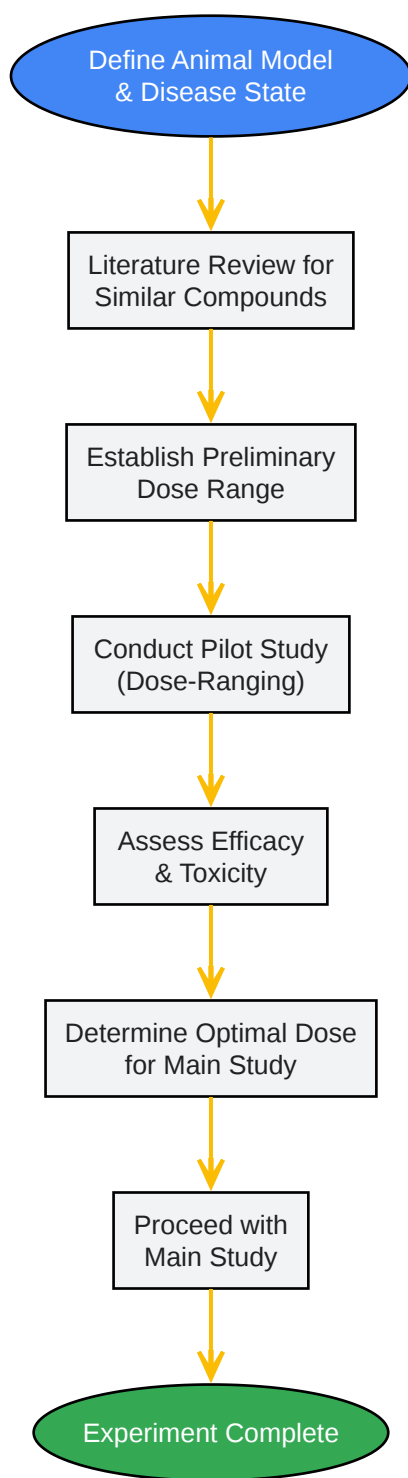 Define Animal Model
& Disease State
Literature Review for
Similar Compounds
Establish Preliminary
Dose Range
Conduct Pilot Study
(Dose-Ranging)
Assess Efficacy
& Toxicity
Determine Optimal Dose
for Main Study
Proceed with
Main Study
Experiment Complete